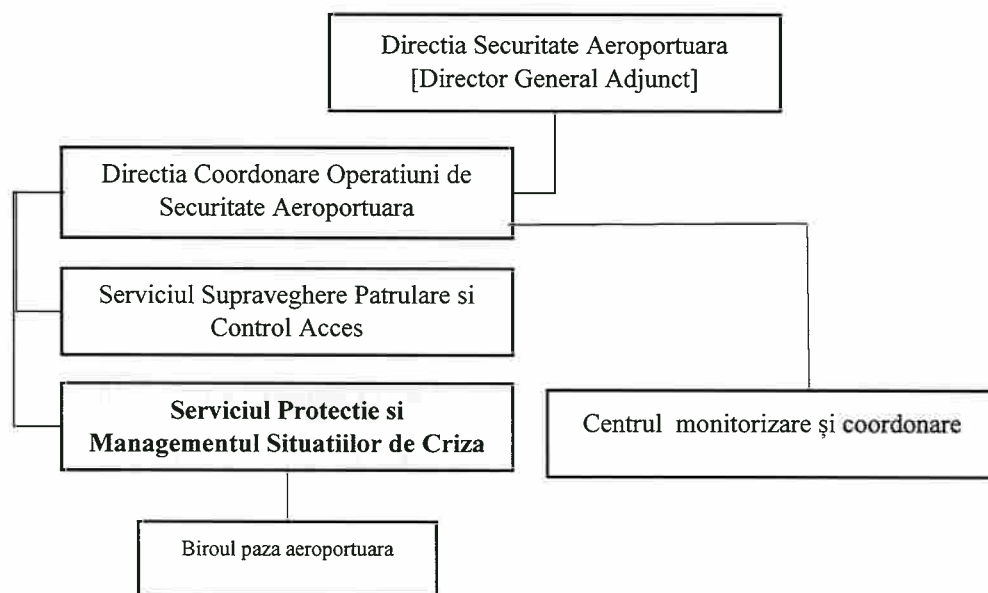 Directia Securitate Aeroportuara
[Director General Adjunct]
Directia Coordonare Operatiuni de
Securitate Aeroportuara
Serviciul Supraveghere Patrulare si
Control Acces
Serviciul Protectie si
Managementul Situatiilor de Criza
Centrul monitorizare și coordonare
Biroul paza aeroportuara